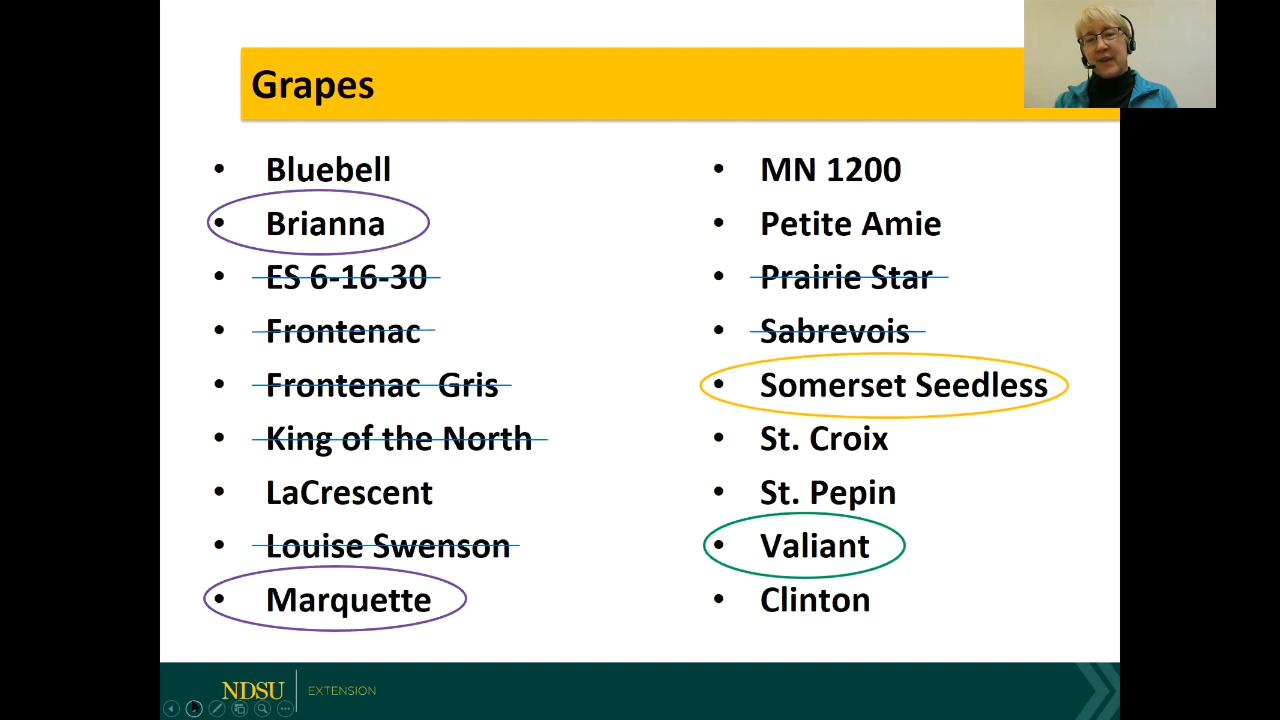 Grapes
• Bluebell
• Brianna
• ES 6-16-30
• Frontenac
• Frontenac Gris
• King of the North
• LaCrescent
• Louise Swenson
• Marquette
• MN 1200
• Petite Amie
• Prairie Star
• Sabrevois
• Somerset Seedless
• St. Croix
• St. Pepin
• Valiant
• Clinton
NDSU EXTENSION